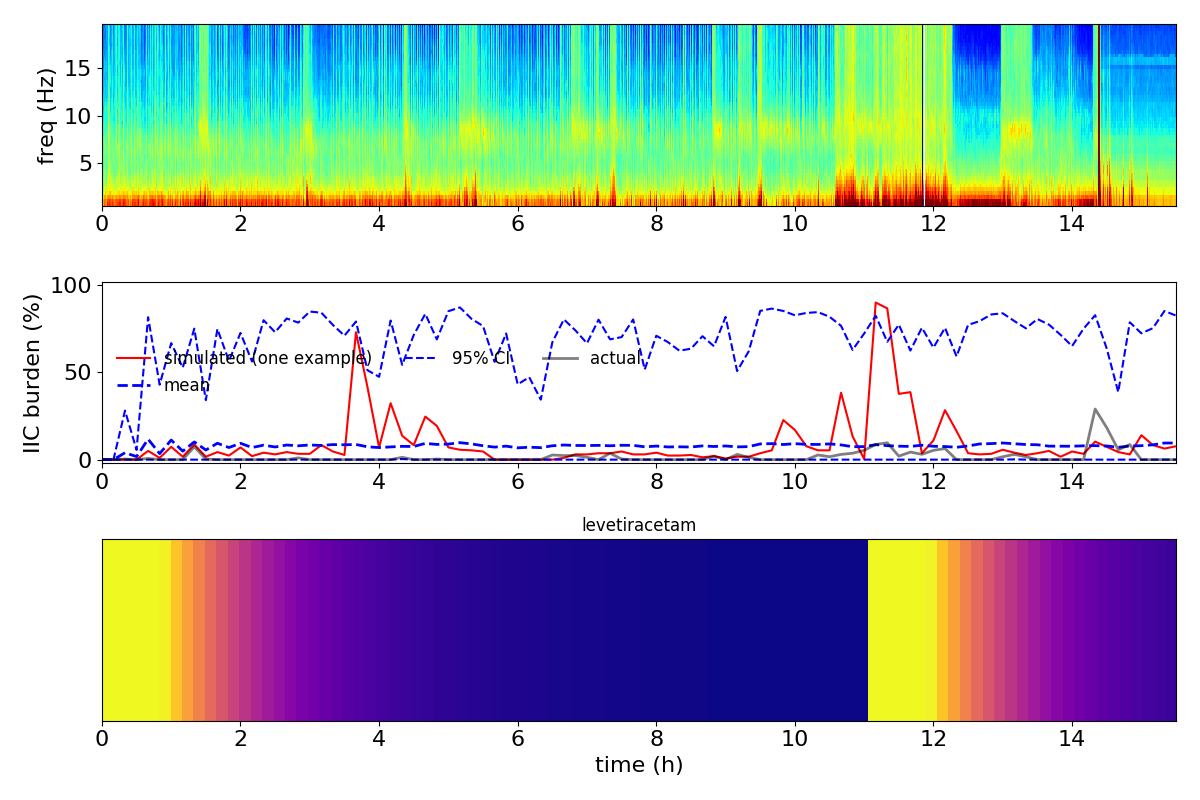 freq (Hz)
15
10
5
0 2 4 6 8 10 12 14
IIC burden (%)
100
50
0
simulated (one example) 95% CI actual
mean
0 2 4 6 8 10 12 14
levetiracetam
0 2 4 6 8 10 12 14
time (h)